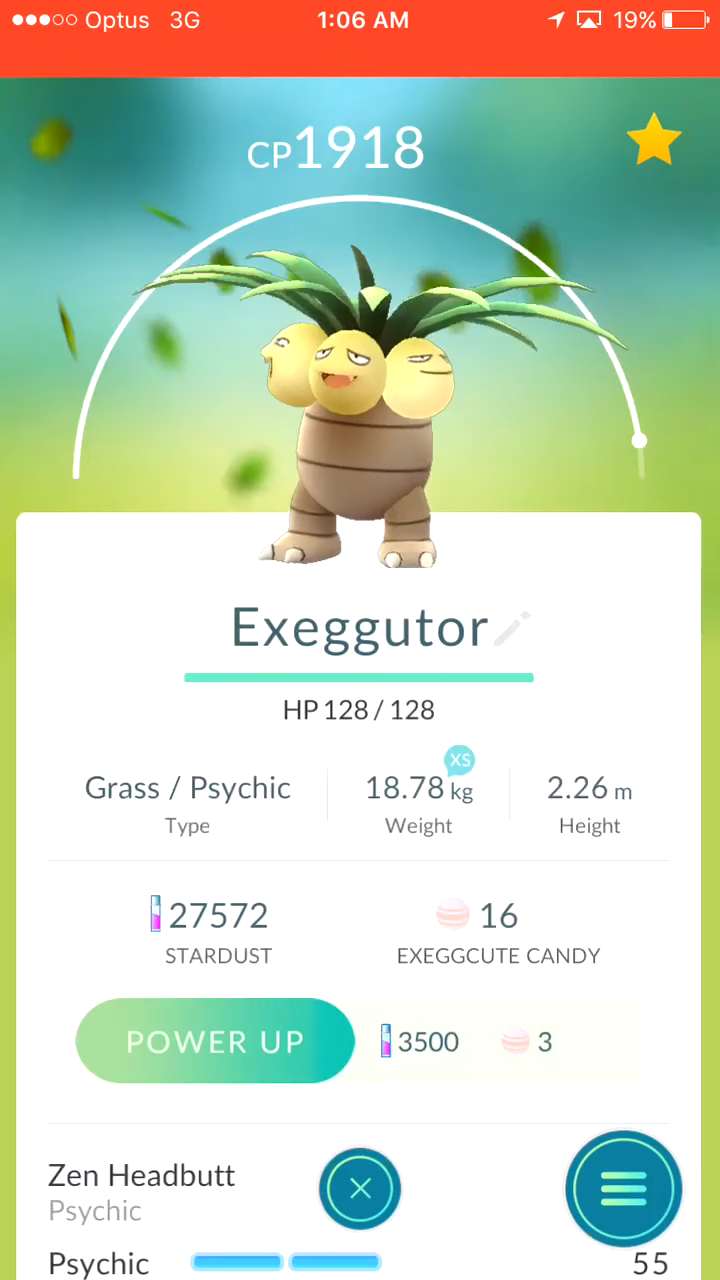 Optus 3G 1:06 AM 19%
CP1918
Exeggutor
HP 128 / 128
XS
Grass / Psychic 18.78 kg 2.26 m
Type Weight Height
27572 16
STARDUST EXEGGCUTE CANDY
POWER UP 3500 3
Zen Headbutt
Psychic
Psychic 55